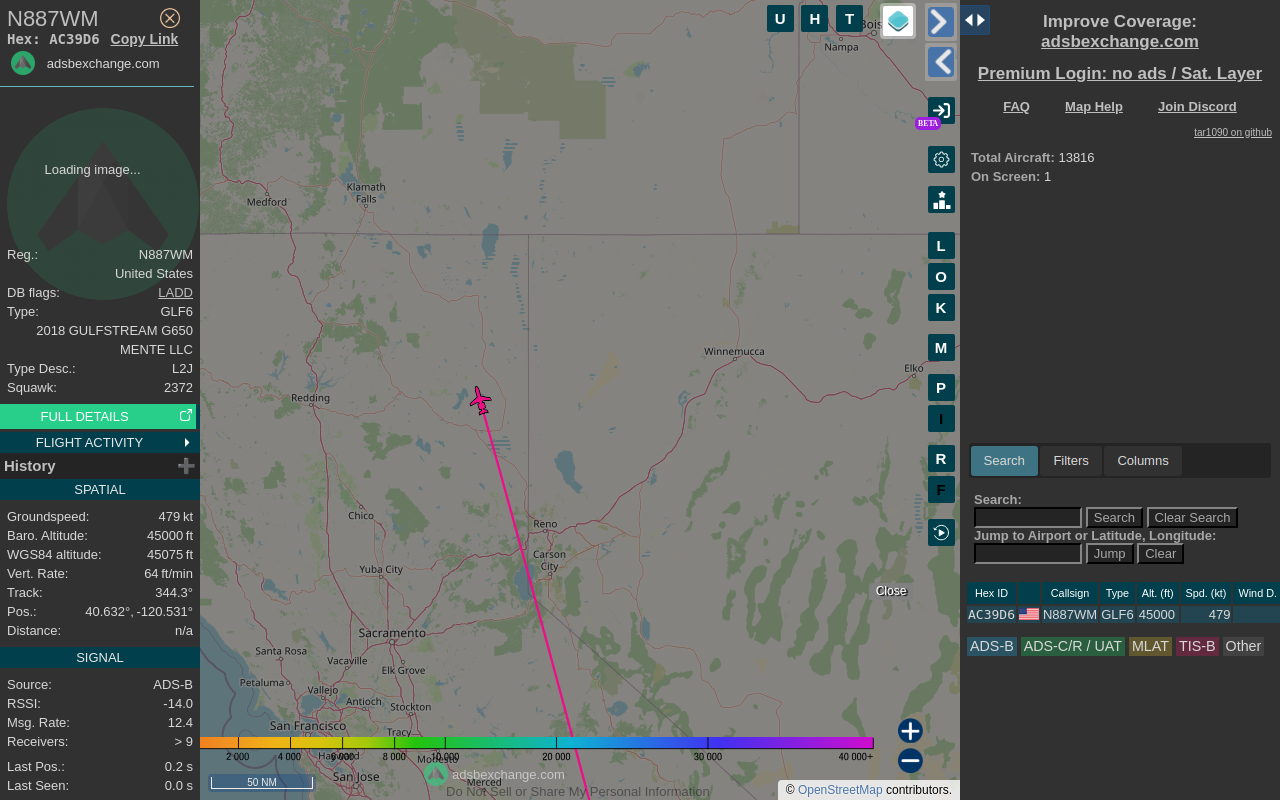 N887WM
Hex: AC39D6 Copy Link
adsbexchange.com
Loading image...
Reg.: N887WM
United States
DB flags: LADD
Type: GLF6
2018 GULFSTREAM G650
MENTE LLC
Type Desc.: L2J
Squawk: 2372
FULL DETAILS
FLIGHT ACTIVITY
History
SPATIAL
Groundspeed: 479 kt
Baro. Altitude: 45000 ft
WGS84 altitude: 45075 ft
Vert. Rate: 64 ft/min
Track: 344.3°
Pos.: 40.632°, -120.531°
Distance: n/a
SIGNAL
Source: ADS-B
RSSI: -14.0
Msg. Rate: 12.4
Receivers: > 9
Last Pos.: 0.2 s
Last Seen: 0.0 s
U H T
Nampa
BETA
Medford
Klamath
Falls
L
O
K
M
P
I
R
F
Winnemucca
Elko
Redding
Chico
Reno
Carson
City
Yuba City
Close
Sacramento
Santa Rosa
Vacaville
Elk Grove
Petaluma
Vallejo
Antioch
Stockton
San Francisco
Tracy
2 000 4 000 6 000 8 000 10 000 20 000 30 000 40 000+
Hayward
Modesto
San Jose
Merced
50 NM
adsbexchange.com
Do Not Sell or Share My Personal Information
© OpenStreetMap contributors.
Improve Coverage:
adsbexchange.com
Premium Login: no ads / Sat. Layer
FAQ Map Help Join Discord
tar1090 on github
Total Aircraft: 13816
On Screen: 1
Search Filters Columns
Search:
Search Clear Search
Jump to Airport or Latitude, Longitude:
Jump Clear
Hex ID Callsign Type Alt. (ft) Spd. (kt) Wind D.
AC39D6 N887WM GLF6 45000 479
ADS-B ADS-C/R / UAT MLAT TIS-B Other